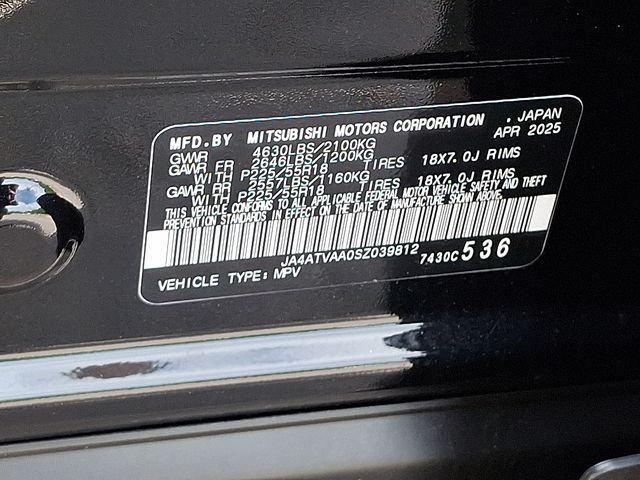 MFD.BY MITSUBISHI MOTORS CORPORATION . JAPAN
GVWR 4630LBS/2100KG APR 2025
GAWR FR 2646LBS/1200KG
WITH P225/55R18 TIRES 18X7.0J RIMS
GAWR RR 2557LBS/1160KG
WITH P225/55R18 TIRES 18X7.0J RIMS
THIS VEHICLE CONFORMS TO ALL APPLICABLE FEDERAL MOTOR VEHICLE SAFETY AND THEFT
PREVENTION STANDARDS IN EFFECT ON THE DATE OF MANUFACTURE SHOWN ABOVE.
JA4ATVAA0SZ039812 7430C 536
VEHICLE TYPE: MPV